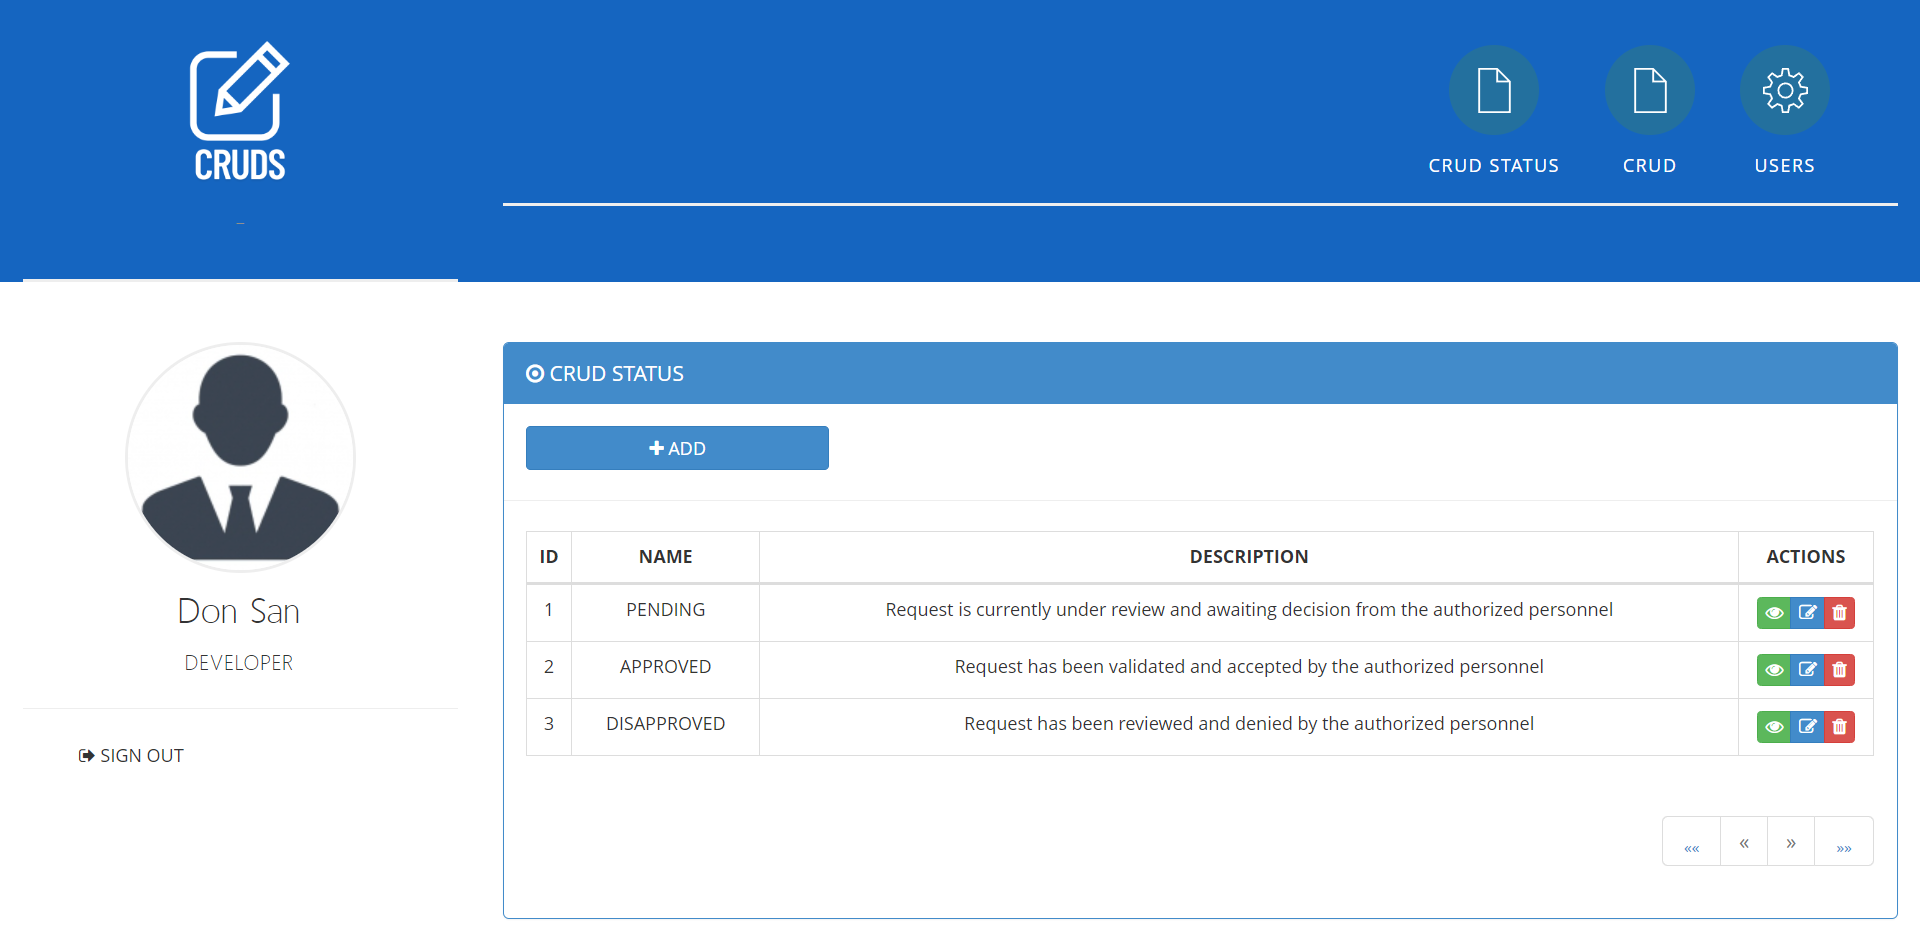 CRUDS
CRUD STATUS
CRUD
USERS
Don San
DEVELOPER
SIGN OUT
CRUD STATUS
ADD
ID NAME DESCRIPTION ACTIONS
1 PENDING Request is currently under review and awaiting decision from the authorized personnel
2 APPROVED Request has been validated and accepted by the authorized personnel
3 DISAPPROVED Request has been reviewed and denied by the authorized personnel
«« « » »»